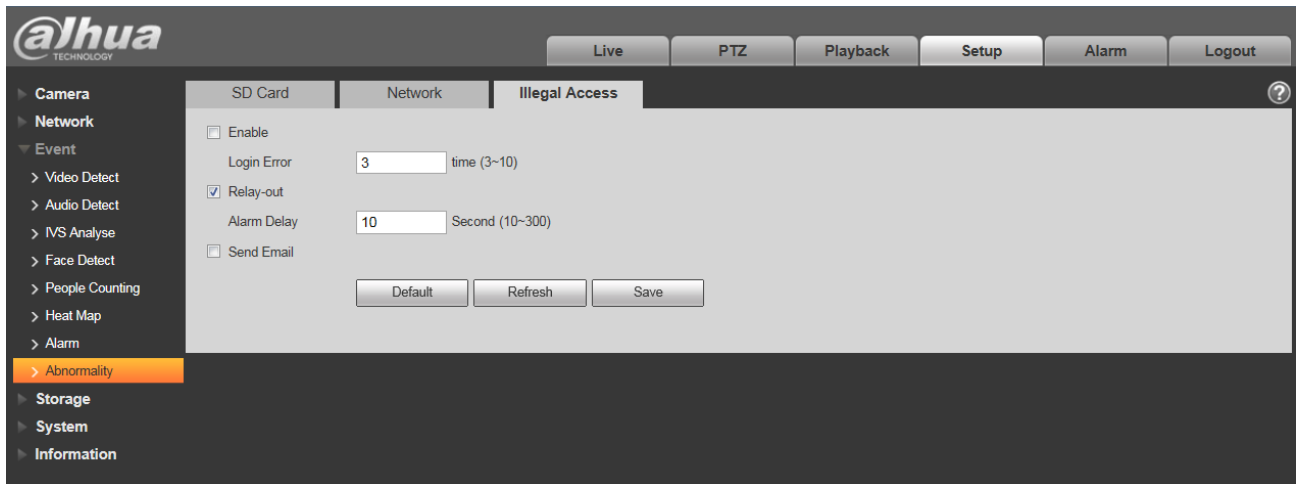 alhua
TECHNOLOGY
Live PTZ Playback Setup Alarm Logout
Camera
Network
Event
Video Detect
Audio Detect
IVS Analyse
Face Detect
People Counting
Heat Map
Alarm
Abnormality
Storage
System
Information
SD Card Network Illegal Access ?
Enable
Login Error 3 time (3~10)
Relay-out
Alarm Delay 10 Second (10~300)
Send Email
Default Refresh Save